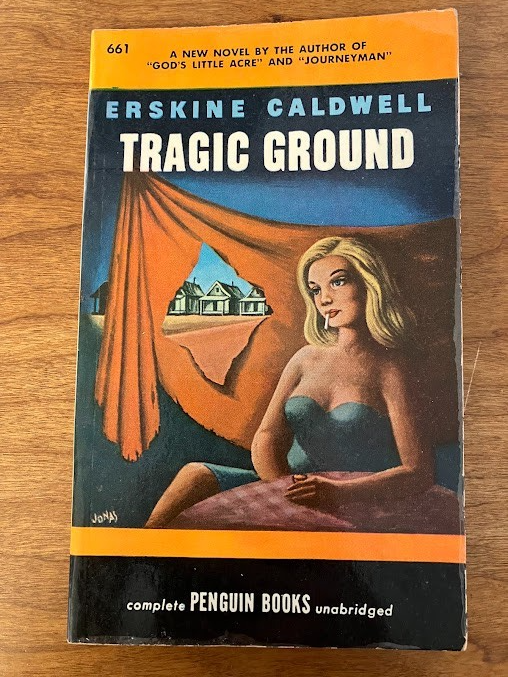 661
A NEW NOVEL BY THE AUTHOR OF
"GOD'S LITTLE ACRE" AND "JOURNEYMAN"
ERSKINE CALDWELL
TRAGIC GROUND
JONAS
complete PENGUIN BOOKS unabridged